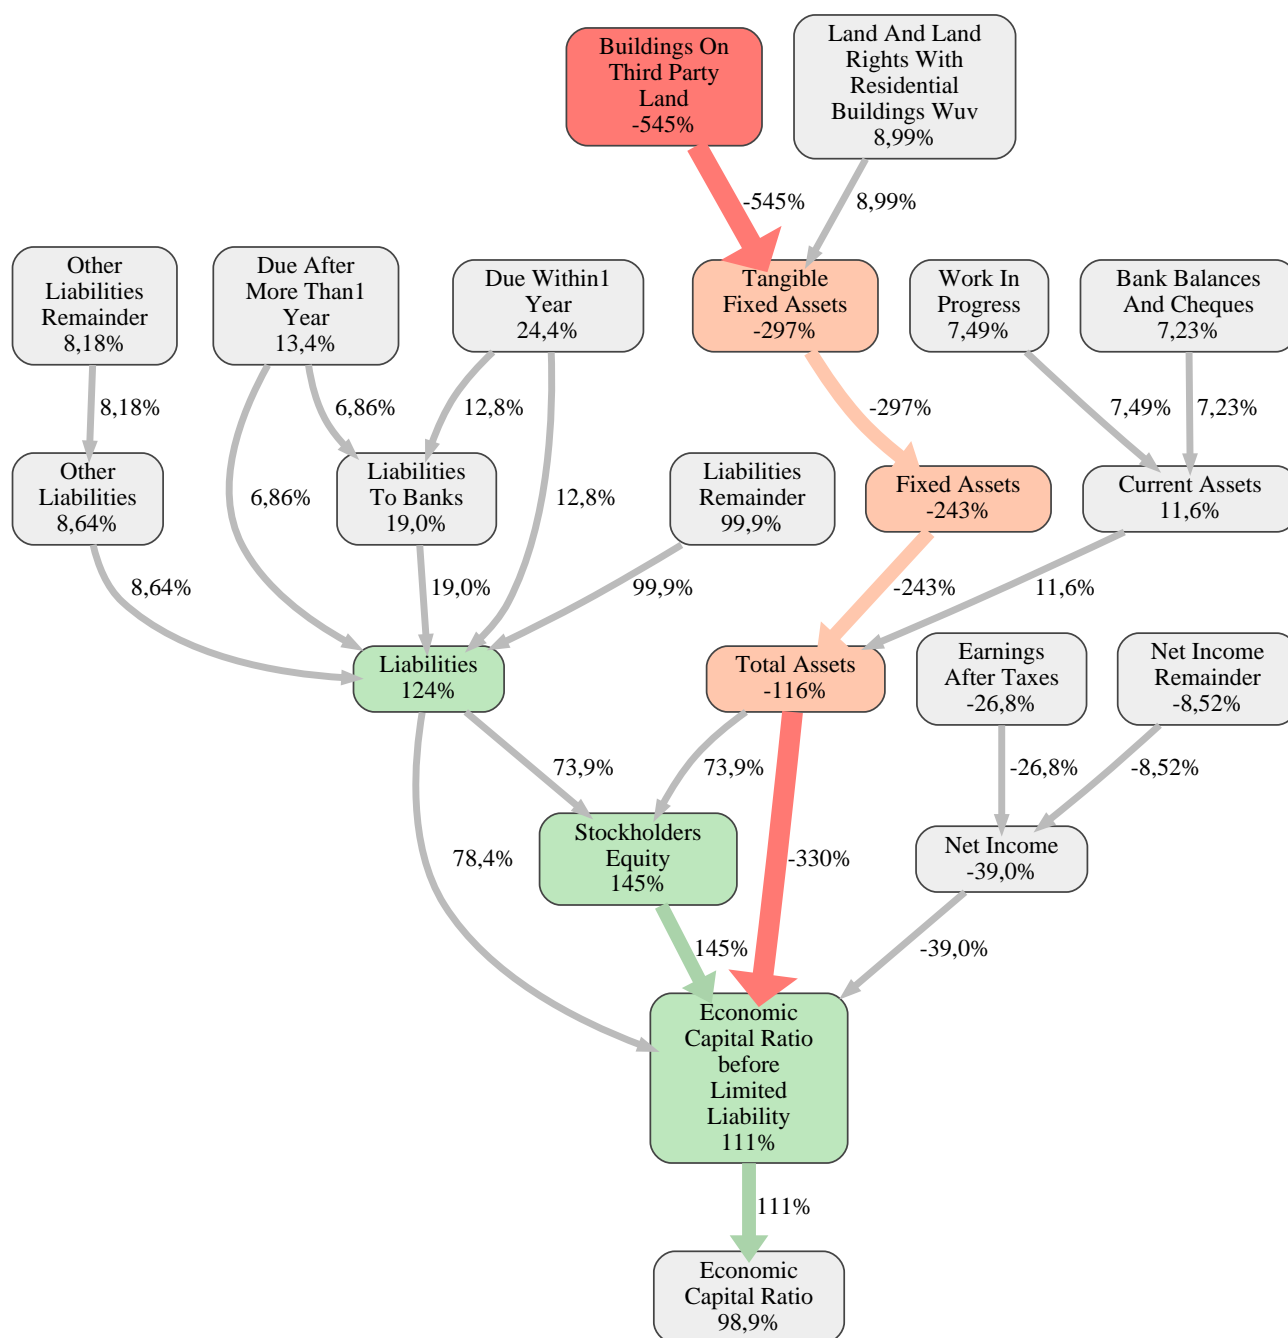 Buildings On
Third Party
Land
-545%
Land And Land
Rights With
Residential
Buildings Wuv
8,99%
-545%
8,99%
Other
Liabilities
Remainder
8,18%
Due After
More Than1
Year
13,4%
Due Within1
Year
24,4%
Tangible
Fixed Assets
-297%
Work In
Progress
7,49%
Bank Balances
And Cheques
7,23%
8,18%
6,86%
12,8%
-297%
7,49%
7,23%
Other
Liabilities
8,64%
6,86%
Liabilities
To Banks
19,0%
12,8%
Liabilities
Remainder
99,9%
Fixed Assets
-243%
Current Assets
11,6%
8,64%
19,0%
99,9%
-243%
11,6%
Liabilities
124%
Total Assets
-116%
Earnings
After Taxes
-26,8%
Net Income
Remainder
-8,52%
73,9%
73,9%
-26,8%
-8,52%
78,4%
Stockholders
Equity
145%
-330%
Net Income
-39,0%
145%
-39,0%
Economic
Capital Ratio
before
Limited
Liability
111%
111%
Economic
Capital Ratio
98,9%